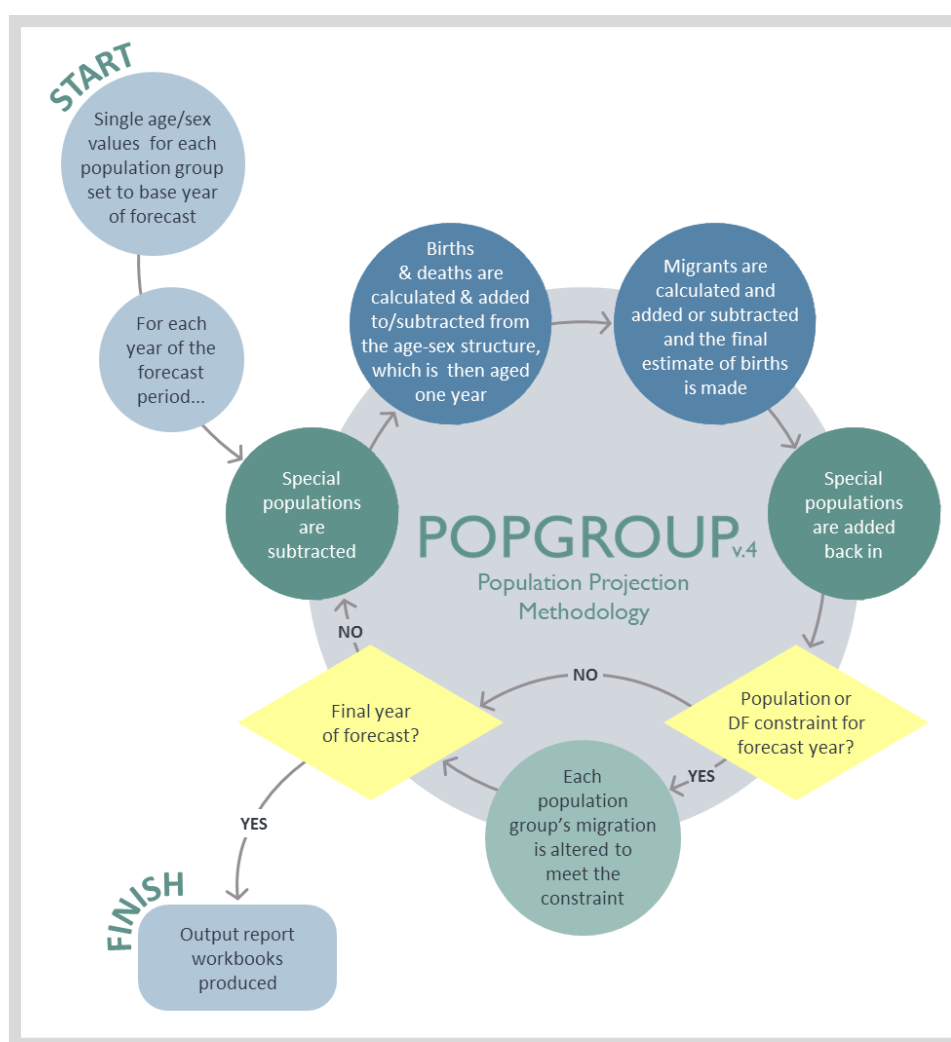 START
Single age/sex
values for each
population group
set to base year
of forecast
For each
year of the
forecast
period...
Special
populations
are
subtracted
Births
& deaths are
calculated & added
to/subtracted from
the age-sex structure,
which is then aged
one year
Migrants are
calculated and
added or subtracted
and the final
estimate of births
is made
Special
populations
are added
back in
POPGROUP v.4
Population Projection
Methodology
Population or
DF constraint for
forecast year?
NO
YES
Each
population
group’s migration
is altered to
meet the
constraint
Final year
of forecast?
NO
YES
FINISH
Output report
workbooks
produced